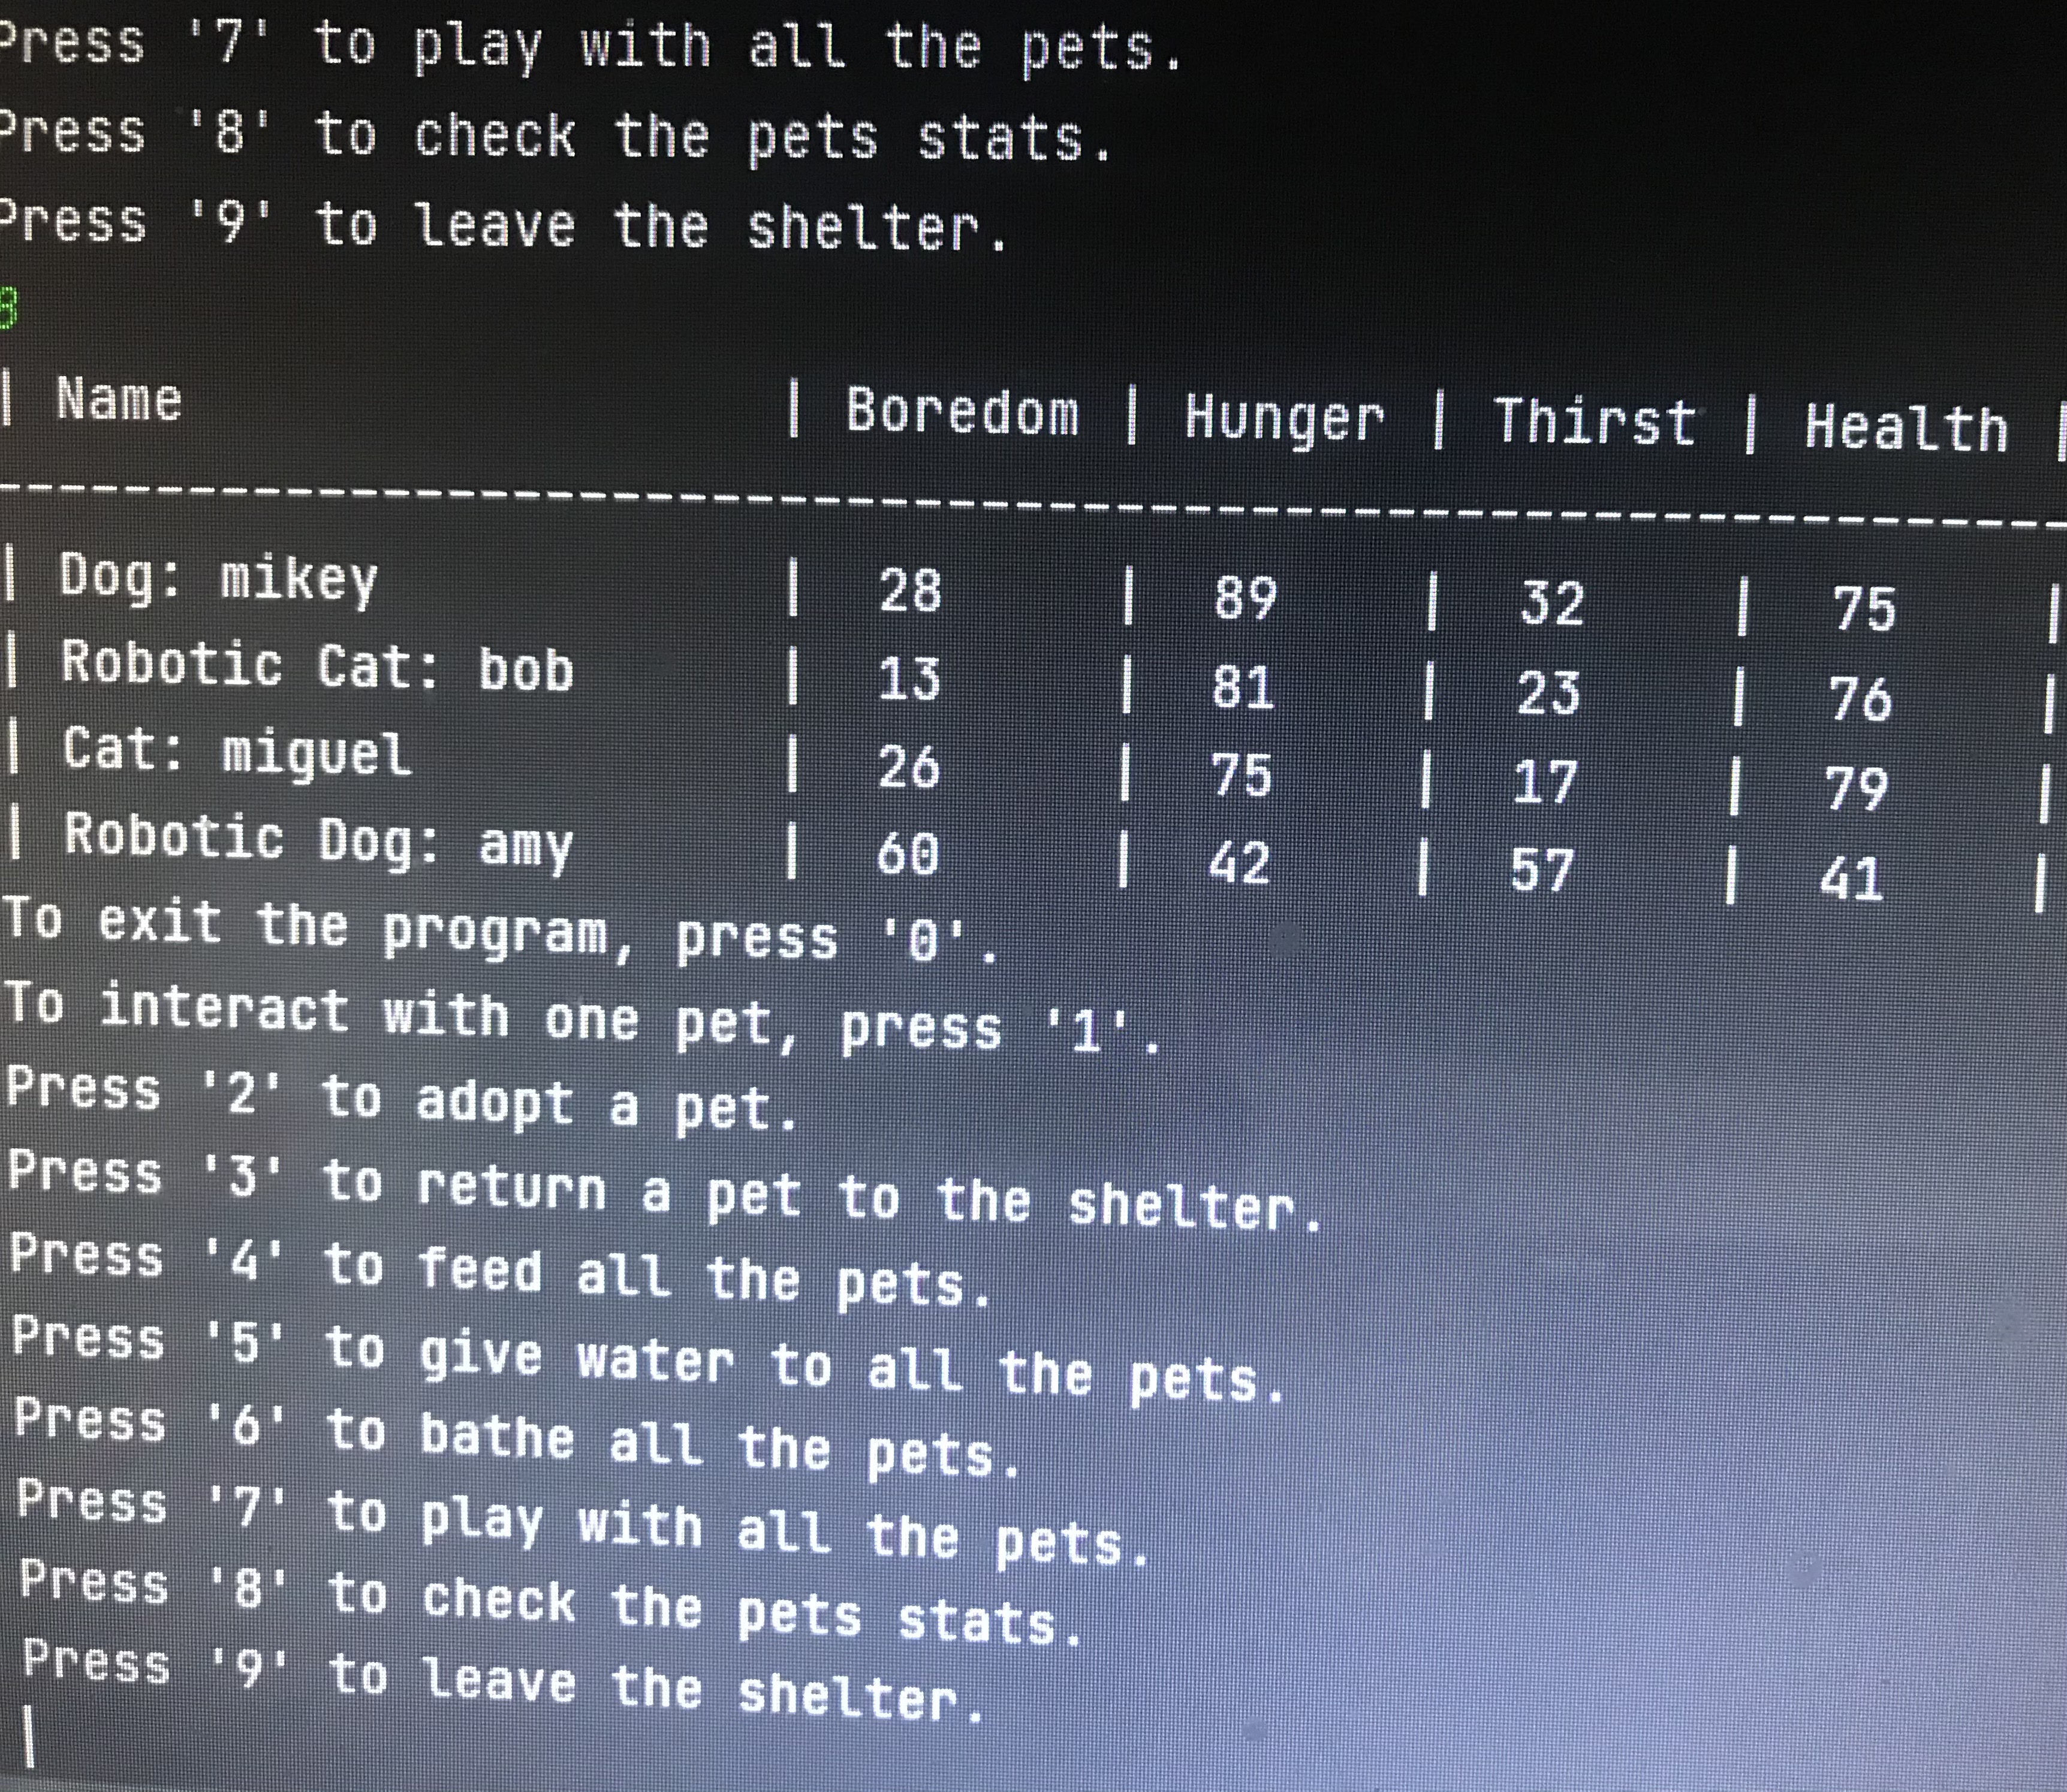 Press '7' to play with all the pets.
Press '8' to check the pets stats.
Press '9' to leave the shelter.
8
| Name | Boredom | Hunger | Thirst | Health |
--------------------------------------------------------------
| Dog: mikey | 28 | 89 | 32 | 75 |
| Robotic Cat: bob | 13 | 81 | 23 | 76 |
| Cat: miguel | 26 | 75 | 17 | 79 |
| Robotic Dog: amy | 60 | 42 | 57 | 41 |
To exit the program, press '0'.
To interact with one pet, press '1'.
Press '2' to adopt a pet.
Press '3' to return a pet to the shelter.
Press '4' to feed all the pets.
Press '5' to give water to all the pets.
Press '6' to bathe all the pets.
Press '7' to play with all the pets.
Press '8' to check the pets stats.
Press '9' to leave the shelter.